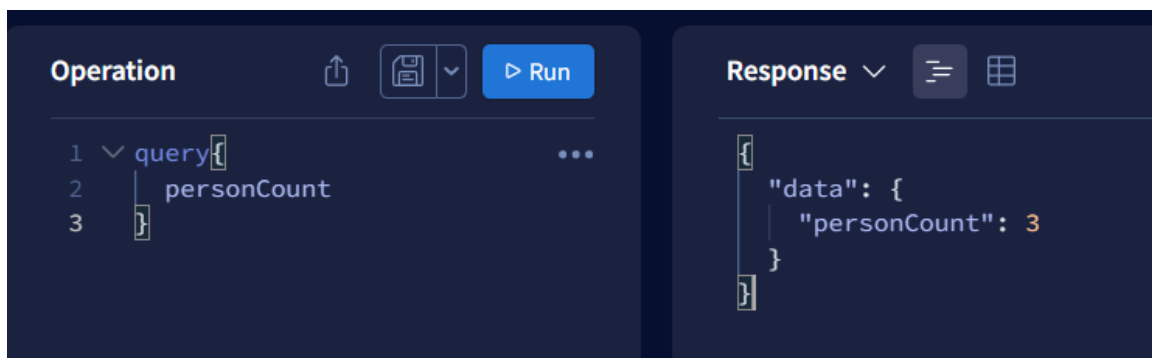 Operation
Run
1 query{
2 personCount
3 }
Response
{
"data": {
"personCount": 3
}
}